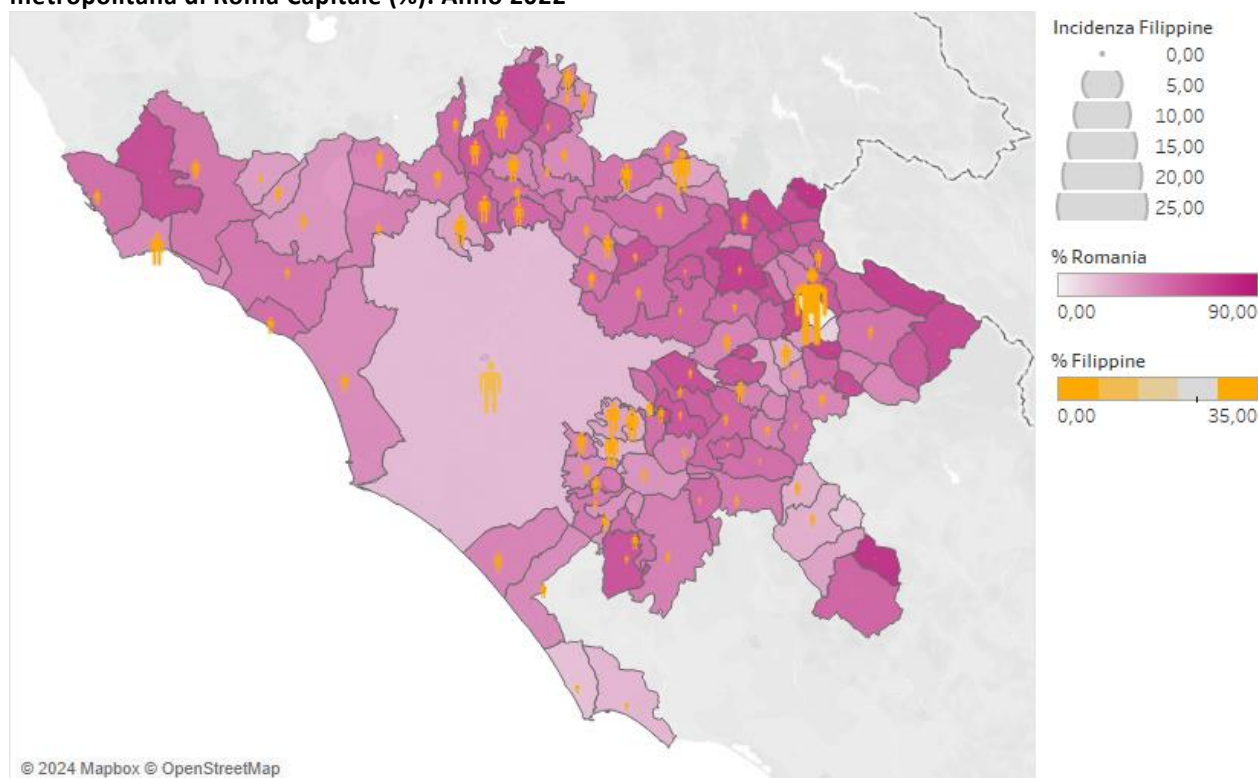 metropolitana di Roma Capitale (%). Anno 2022
Incidenza Filippine
0,00
5,00
10,00
15,00
20,00
25,00
% Romania
0,00 90,00
% Filippine
0,00 35,00
© 2024 Mapbox © OpenStreetMap